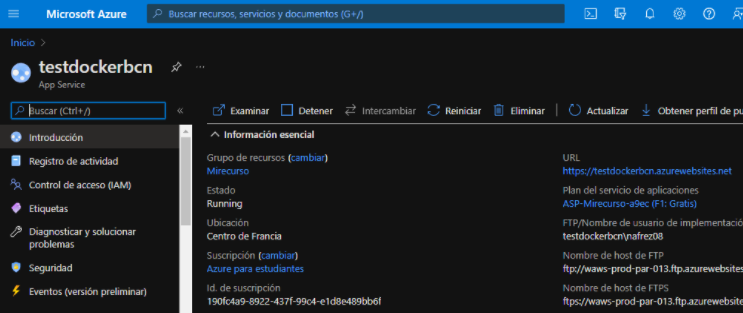 Microsoft Azure
Buscar recursos, servicios y documentos (G+/)
Inicio >
testdockerbcn
App Service
Buscar (Ctrl+/)
«
Introducción
Registro de actividad
Control de acceso (IAM)
Etiquetas
Diagnosticar y solucionar
problemas
Seguridad
Eventos (versión preliminar)
Examinar Detener Intercambiar Reiniciar Eliminar Actualizar Obtener perfil de pu
Información esencial
Grupo de recursos (cambiar)
Mirecurso
Estado
Running
Ubicación
Centro de Francia
Suscripción (cambiar)
Azure para estudiantes
Id. de suscripción
190fc4a9-8922-437f-99c4-e1d8e489bb6f
URL
https://testdockerbcn.azurewebsites.net
Plan del servicio de aplicaciones
ASP-Mirecurso-a9ec (F1: Gratis)
FTP/Nombre de usuario de implementació
testdockerbcn\nafrez08
Nombre de host de FTP
ftp://waws-prod-par-013.ftp.azurewebsites
Nombre de host de FTPS
ftps://waws-prod-par-013.ftp.azurewebsite